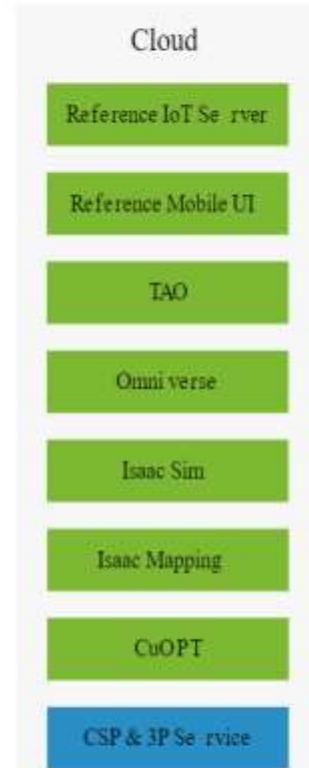 Cloud
Reference IoT Se rver
Reference Mobile UI
TAO
Omni verse
Isaac Sim
Isaac Mapping
CuOPT
CSP & 3P Se rvice